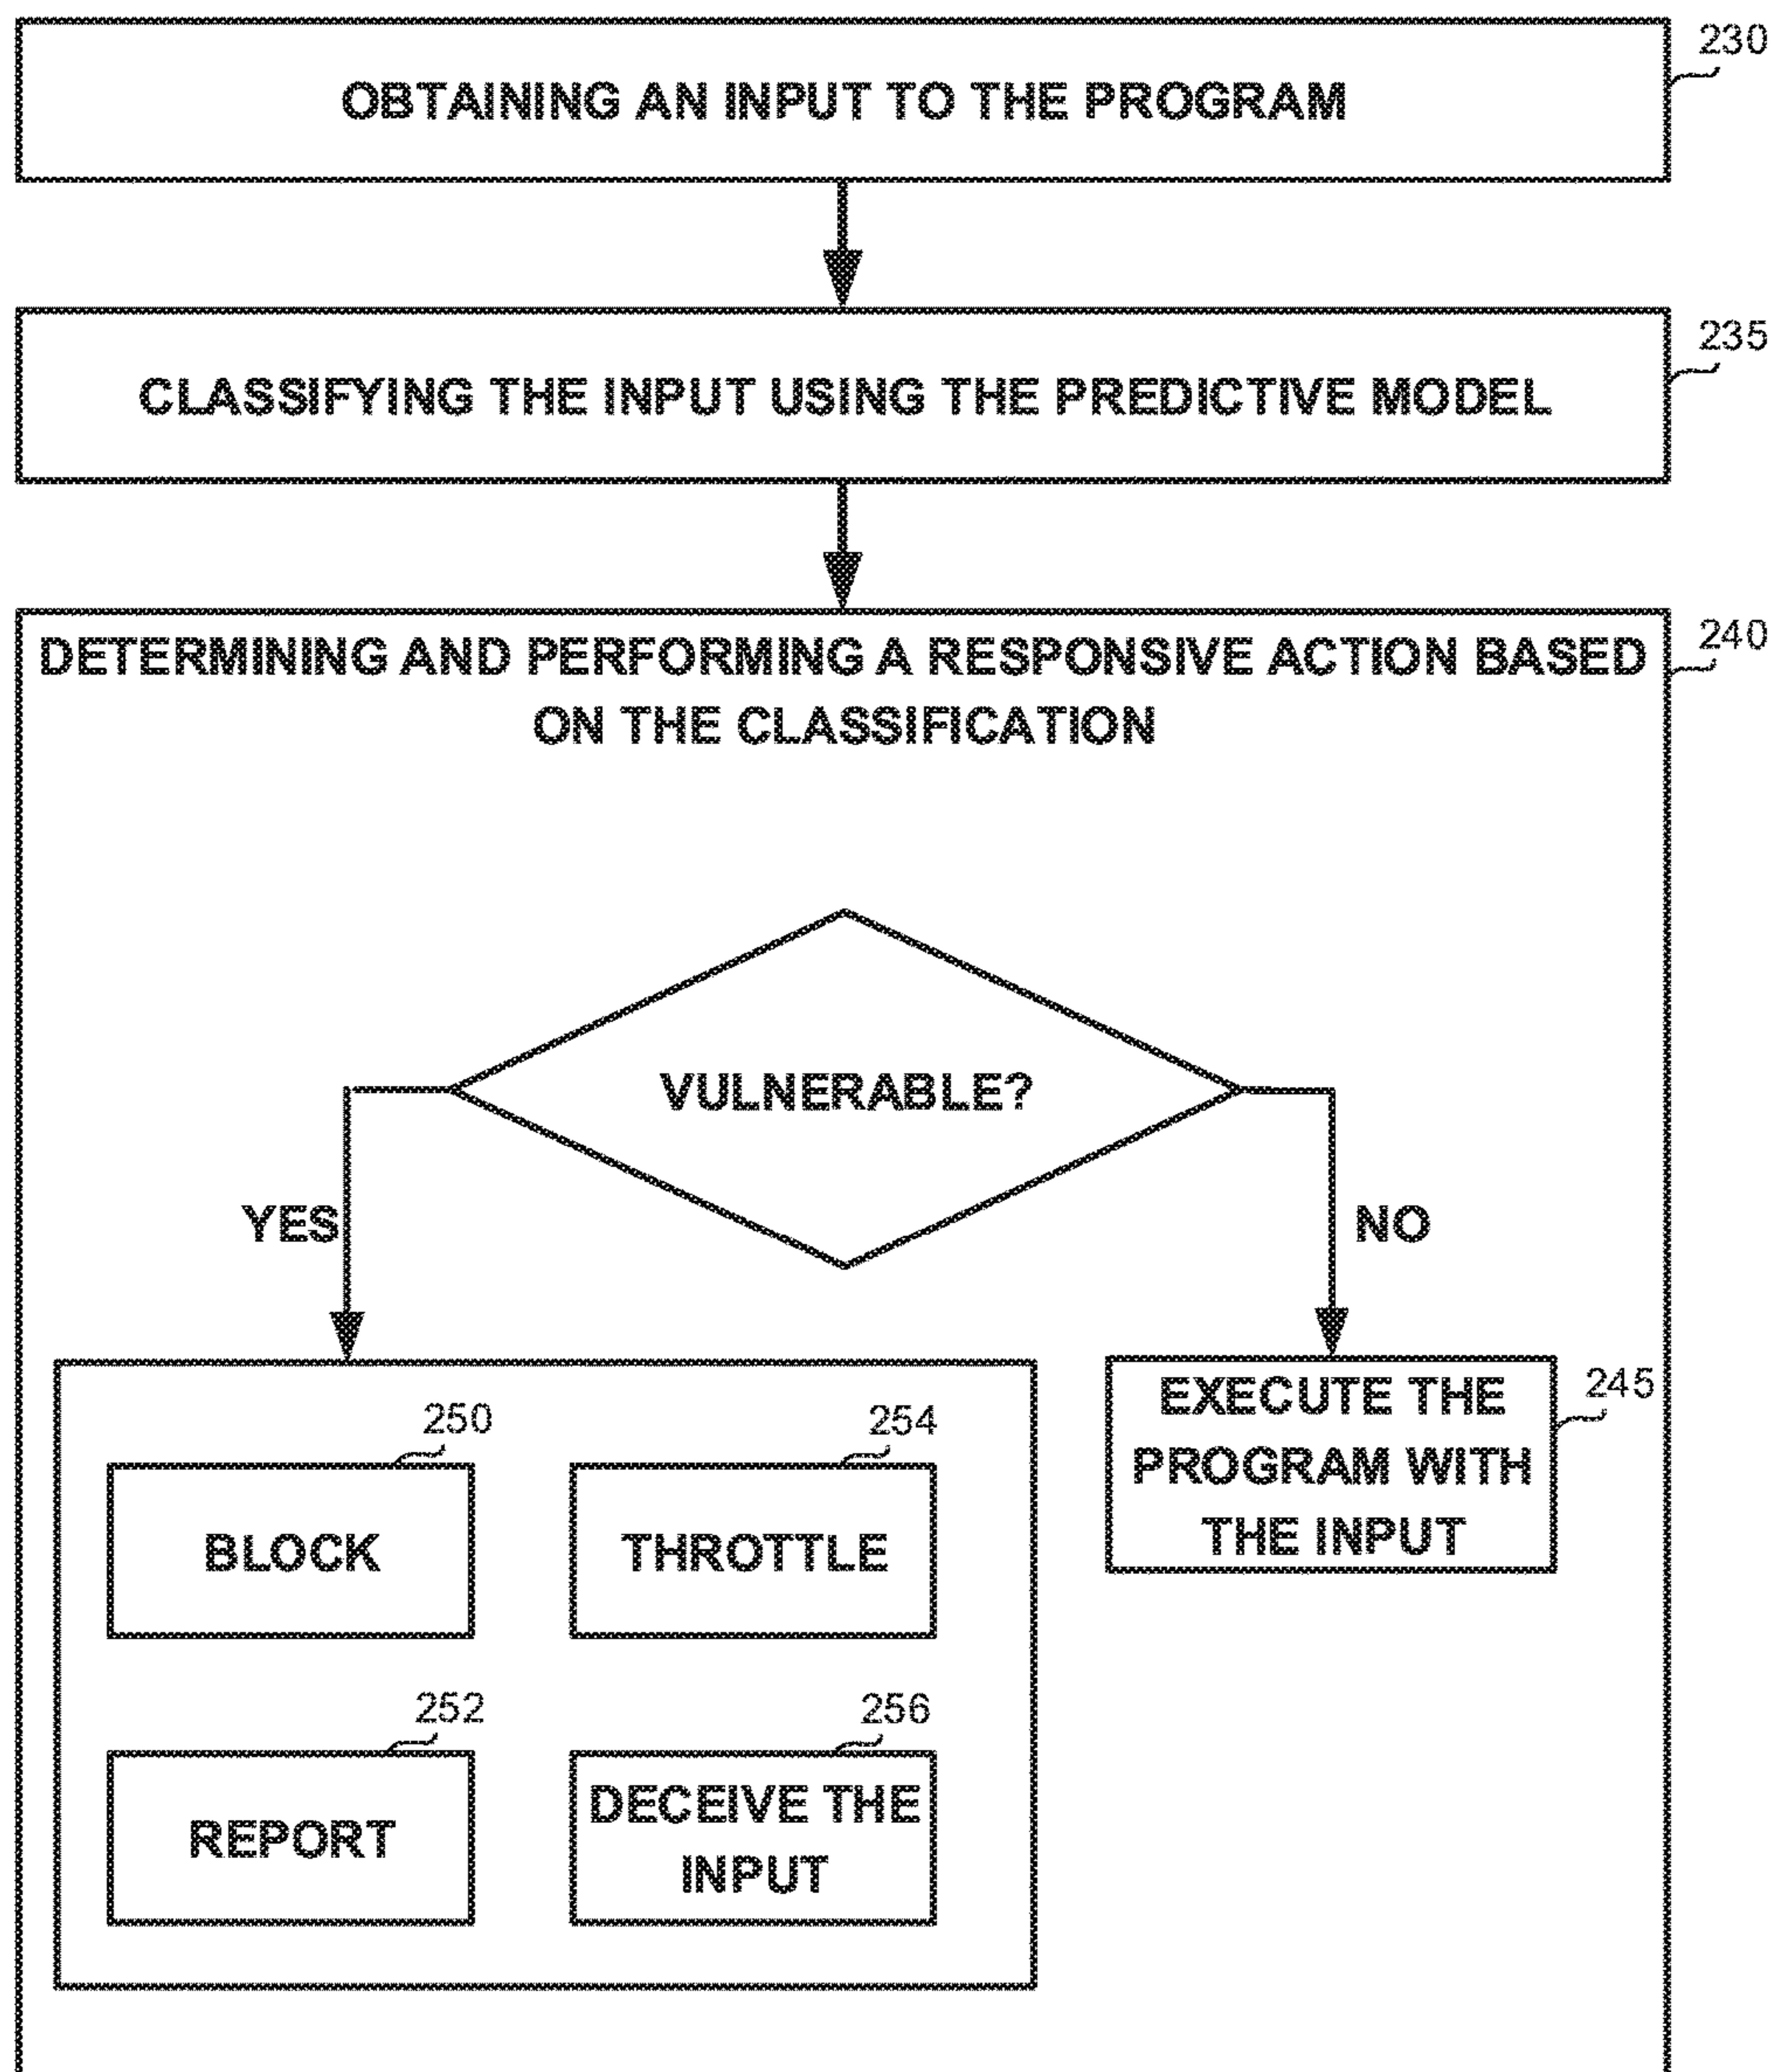 230
OBTAINING AN INPUT TO THE PROGRAM
235
CLASSIFYING THE INPUT USING THE PREDICTIVE MODEL
240
DETERMINING AND PERFORMING A RESPONSIVE ACTION BASED
ON THE CLASSIFICATION
VULNERABLE?
YES
NO
250
BLOCK
254
THROTTLE
252
REPORT
256
DECEIVE THE
INPUT
245
EXECUTE THE
PROGRAM WITH
THE INPUT